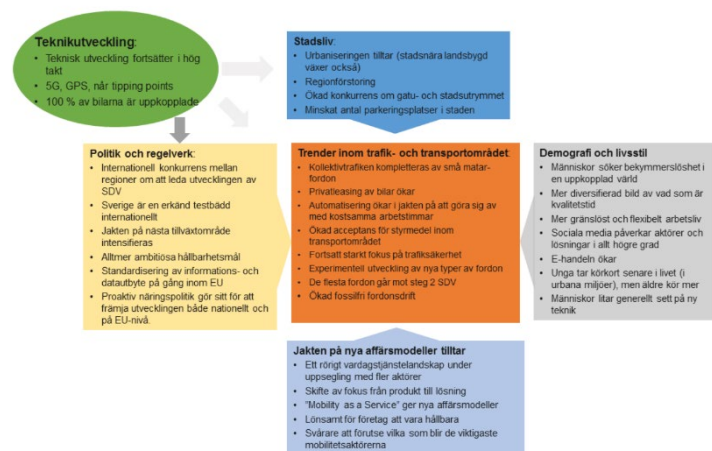 Teknikutveckling:
• Teknisk utveckling fortsätter i hög
takt
• 5G, GPS, når tipping points
• 100 % av bilarna är uppkopplade
Stadsliv:
• Urbaniseringen tilltar (stadsnära landsbygd
växer också)
• Regionförstoring
• Ökad konkurrens om gatu- och stadsutrymmet
• Minskat antal parkeringsplatser i staden
Politik och regelverk:
• Internationell konkurrens mellan
regioner om att leda utvecklingen av
SDV
• Sverige är en erkänd testbädd
internationellt
• Jakten på nästa tillväxtområde
intensifieras
• Alltmer ambitiösa hållbarhetsmål
• Standardisering av informations- och
datautbyte på gång inom EU
• Proaktiv näringspolitik gör sitt för att
främja utvecklingen både nationellt och
på EU-nivå.
Trender inom trafik- och transportområdet:
• Kollektivtrafiken kompletteras av små matar-
fordon
• Privatleasing av bilar ökar
• Automatisering ökar i jakten på att göra sig av
med kostsamma arbetstimmar
• Ökad acceptans för styrmedel inom
transportområdet
• Fortsatt starkt fokus på trafiksäkerhet
• Experimentell utveckling av nya typer av fordon
• De flesta fordon går mot steg 2 SDV
• Ökad fossilfri fordonsdrift
Demografi och livsstil
• Människor söker bekymmerslöshet i
en uppkopplad värld
• Mer diversifierad bild av vad som är
kvalitetstid
• Mer gränslöst och flexibelt arbetsliv
• Sociala media påverkar aktörer och
lösningar i allt högre grad
• E-handeln ökar
• Unga tar körkort senare i livet (i
urbana miljöer), men äldre kör mer
• Människor litar generellt sett på ny
teknik
Jakten på nya affärsmodeller tilltar
• Ett rörigt vardagstjänstelandskap under
uppsegling med fler aktörer
• Skifte av fokus från produkt till lösning
• ”Mobility as a Service” ger nya affärsmodeller
• Lönsamt för företag att vara hållbara
• Svårare att förutse vilka som blir de viktigaste
mobilitetsaktörerna